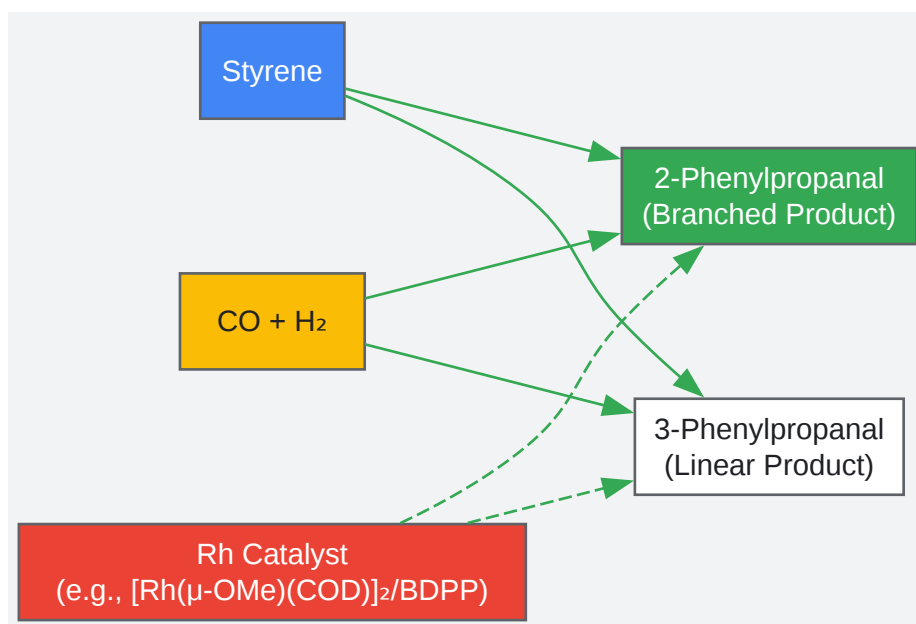 Styrene
2-Phenylpropanal
(Branched Product)
CO + H₂
3-Phenylpropanal
(Linear Product)
Rh Catalyst
(e.g., [Rh(μ-OMe)(COD)]₂/BDPP)